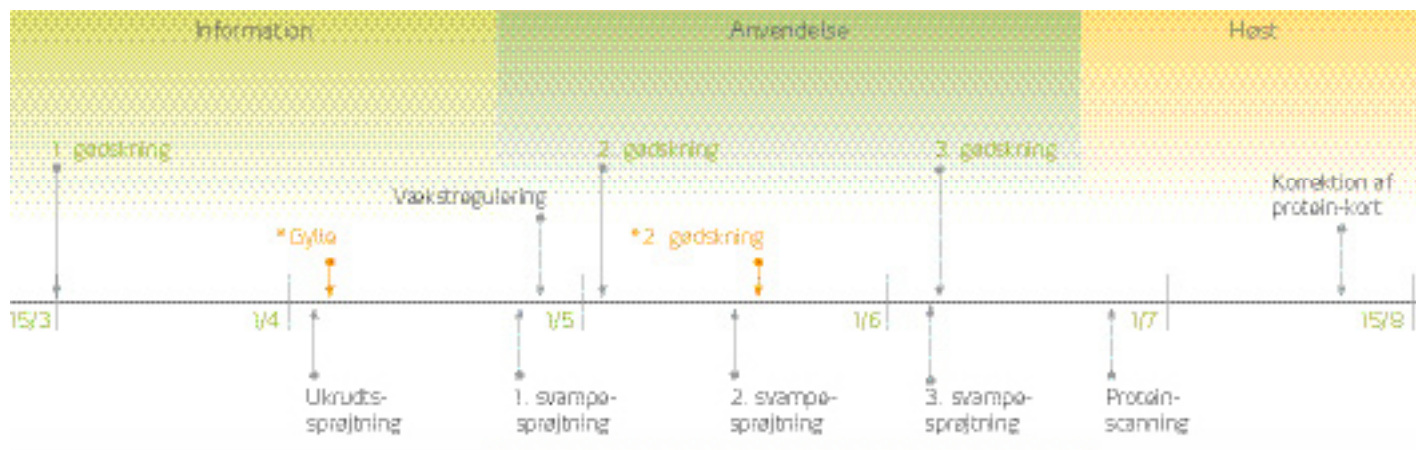 Information
Anvendelse
Høst
1 gødskning
2 gødskning
3 gødskning
Vækstregulering
Korrektion af
protein-kort
*Gylle
*2 gødskning
15/3
1/4
1/5
1/6
1/7
15/8
Ukrudts-
sprøjtning
1. svampe-
sprøjtning
2. svampe-
sprøjtning
3. svampe-
sprøjtning
Protein-
scanning